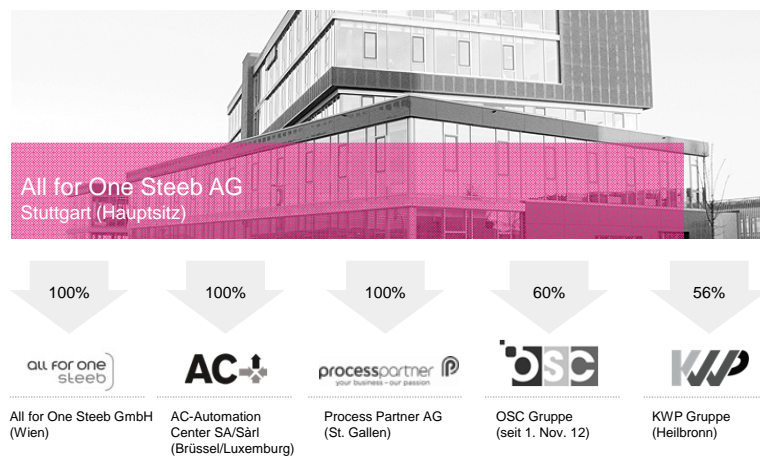 All for One Steeb AG
Stuttgart (Hauptsitz)
100%
100%
100%
60%
56%
all for one
steeb
AC
processpartner
your business – our passion
OSC
KWP
All for One Steeb GmbH
(Wien)
AC-Automation
Center SA/Sàrl
(Brüssel/Luxemburg)
Process Partner AG
(St. Gallen)
OSC Gruppe
(seit 1. Nov. 12)
KWP Gruppe
(Heilbronn)